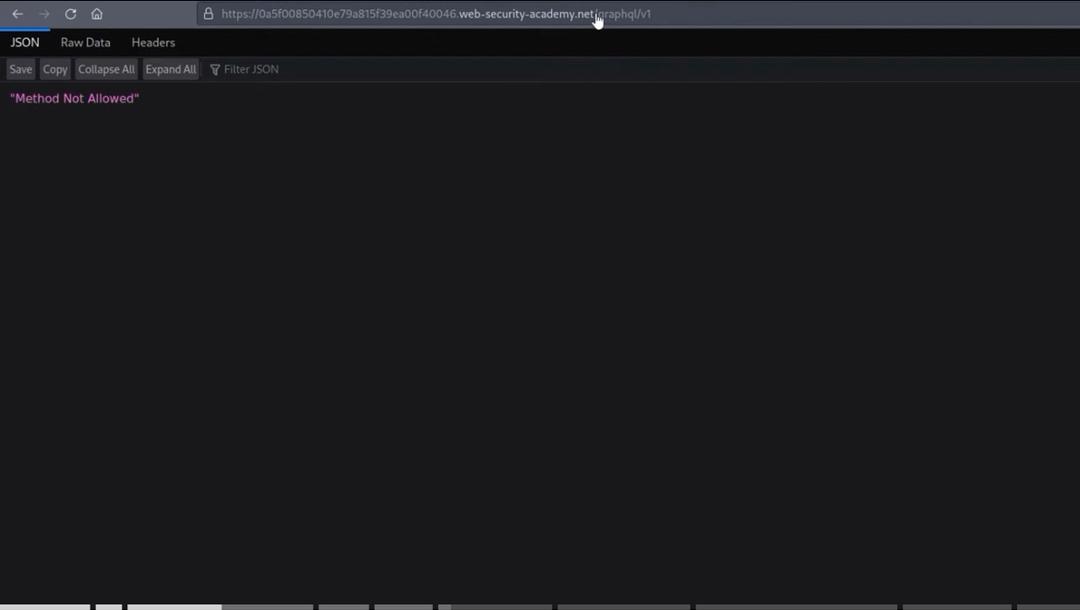 https://0a5f00850410e79a815f39ea00f40046.web-security-academy.net/graphql/v1
JSON Raw Data Headers
Save Copy Collapse All Expand All Filter JSON
"Method Not Allowed"